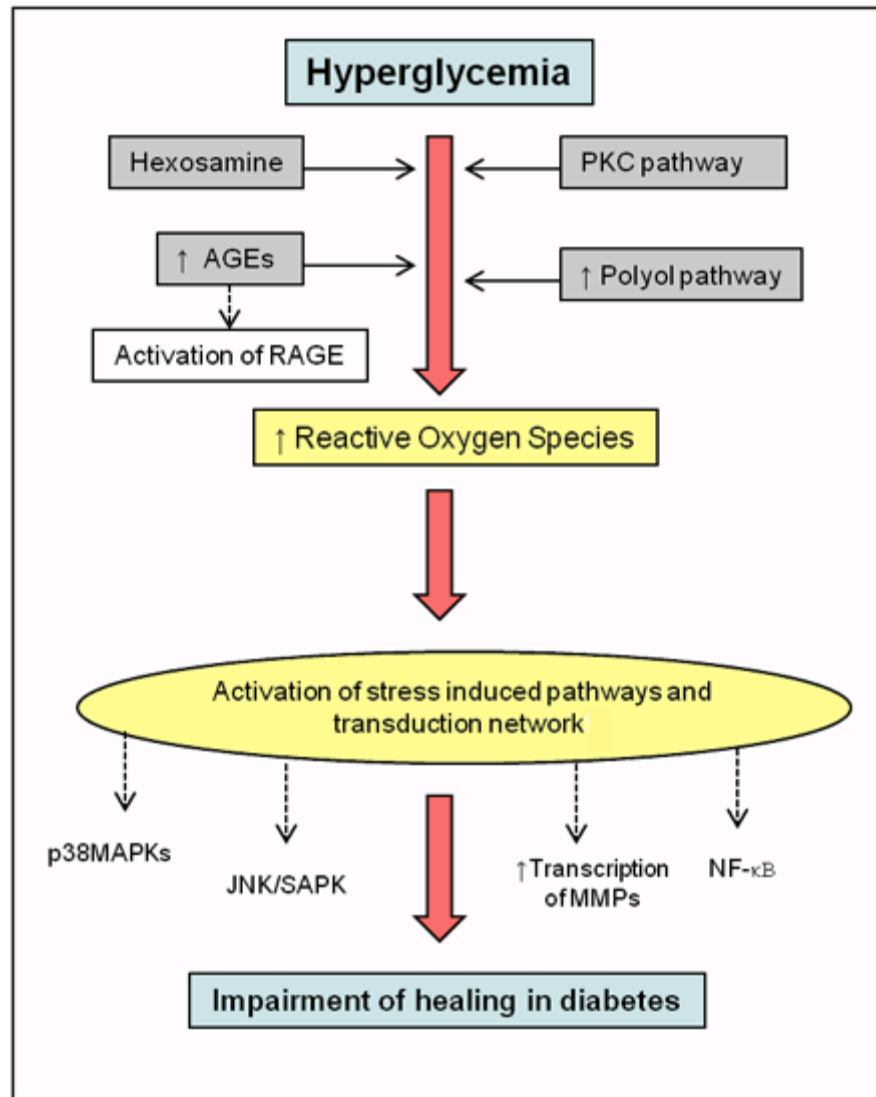 Hyperglycemia
Hexosamine
PKC pathway
↑ AGEs
↑ Polyol pathway
Activation of RAGE
↑ Reactive Oxygen Species
Activation of stress induced pathways and
transduction network
p38MAPKs
JNK/SAPK
↑Transcription
of MMPs
NF-κB
Impairment of healing in diabetes